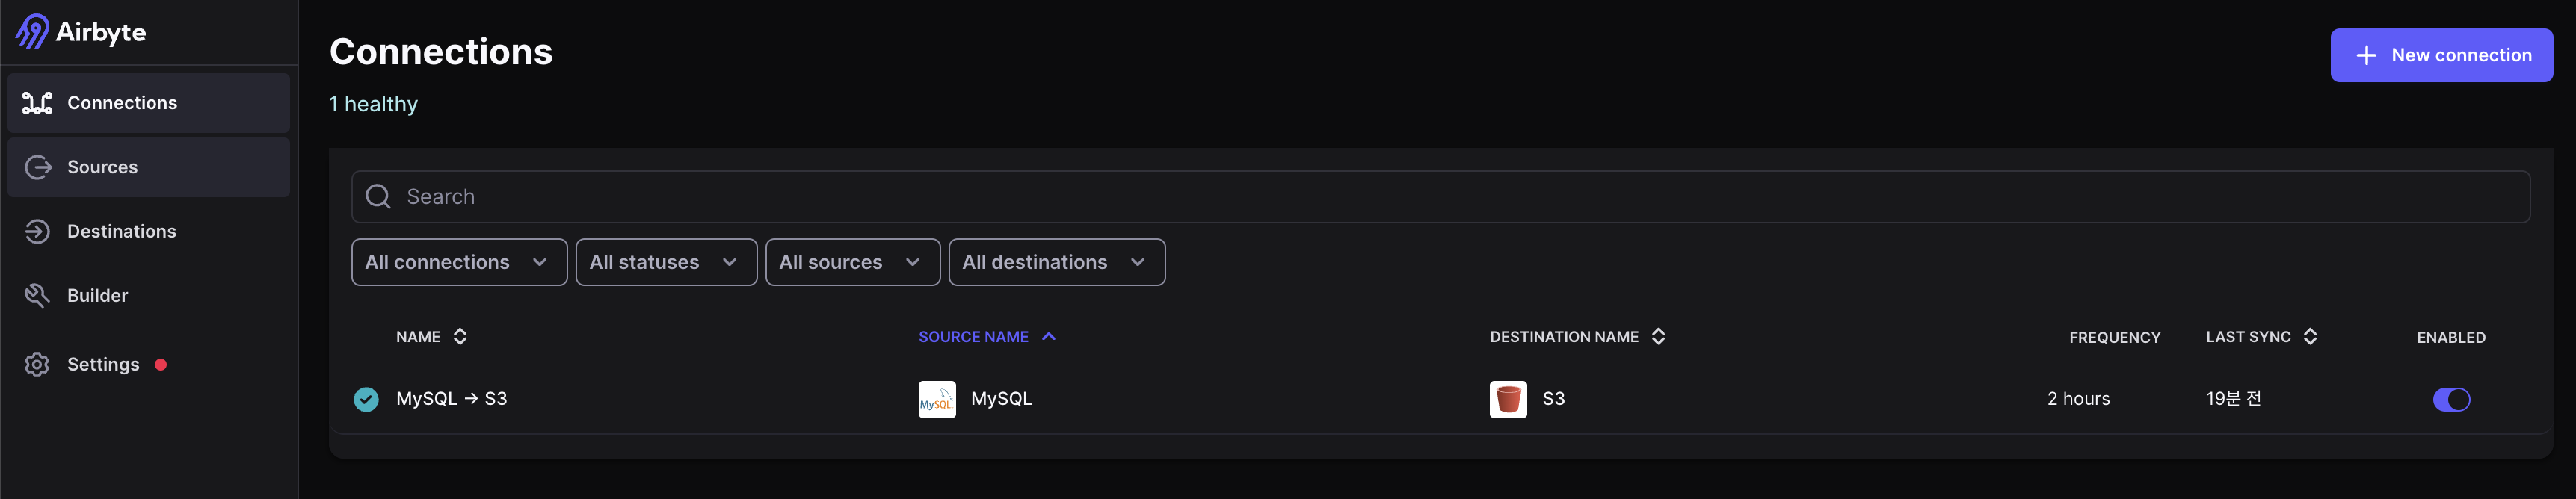 Airbyte
Connections
Sources
Destinations
Builder
Settings
Connections
1 healthy
New connection
Search
All connections All statuses All sources All destinations
NAME SOURCE NAME DESTINATION NAME FREQUENCY LAST SYNC ENABLED
MySQL → S3 MySQL MySQL S3 2 hours 19분 전